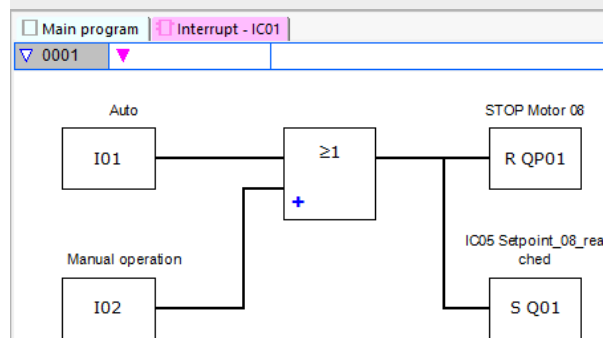 Main program
Interrupt - IC01
0001
Auto
STOP Motor 08
I01
≥1
R QP01
+
Manual operation
IC05 Setpoint_08_rea
ched
I02
S Q01